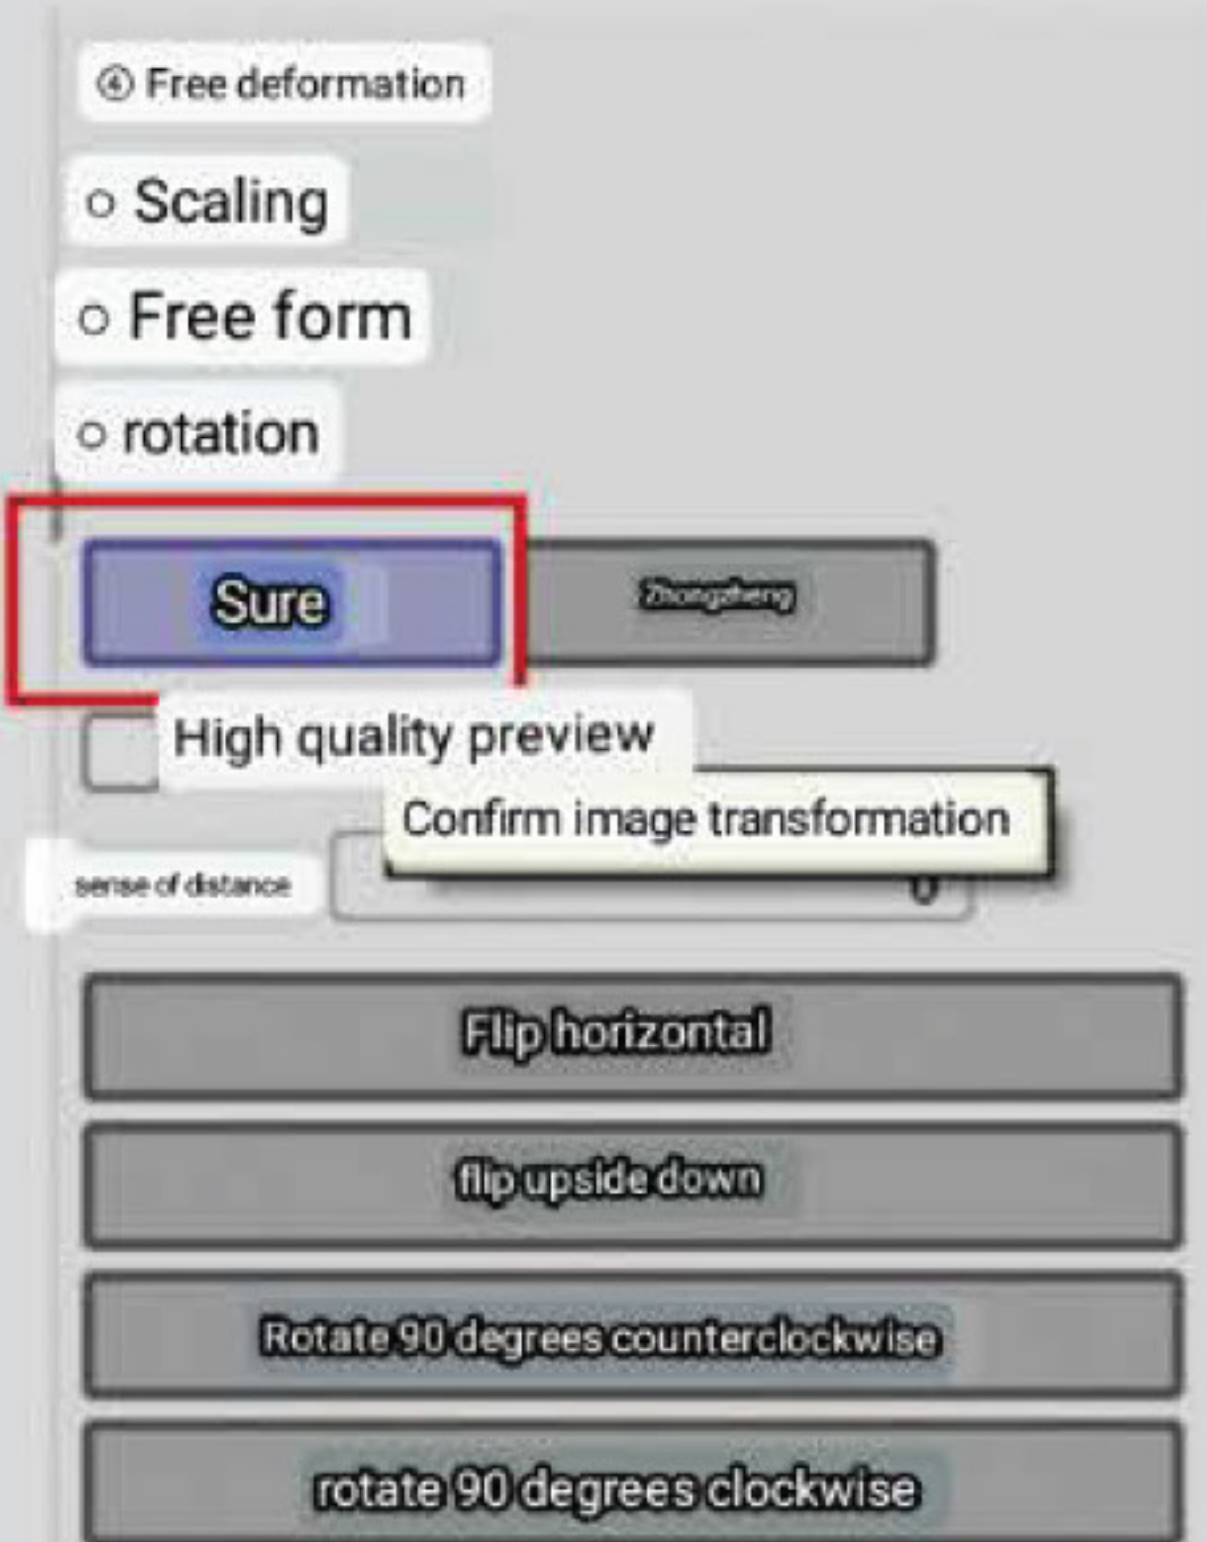 ④ Free deformation
○ Scaling
○ Free form
○ rotation
Sure
Zhongzheng
High quality preview
Confirm image transformation
sense of distance
0
Flip horizontal
flip upside down
Rotate 90 degrees counterclockwise
rotate 90 degrees clockwise